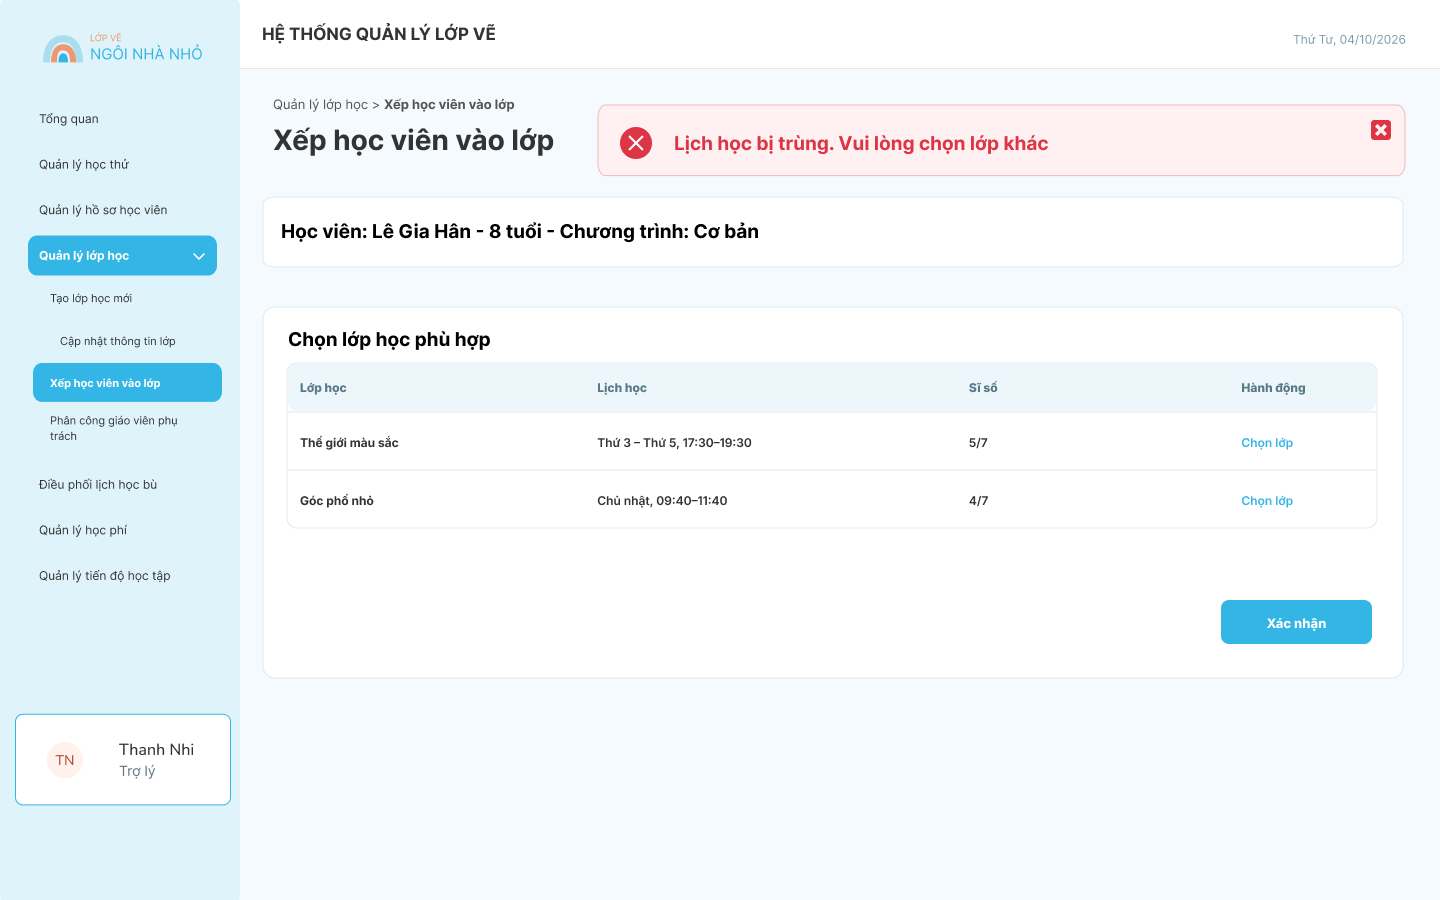 LỚP VẼ
NGÔI NHÀ NHỎ
HỆ THỐNG QUẢN LÝ LỚP VẼ
Thứ Tư, 04/10/2026
Tổng quan
Quản lý học thử
Quản lý hồ sơ học viên
Quản lý lớp học
Tạo lớp học mới
Cập nhật thông tin lớp
Xếp học viên vào lớp
Phân công giáo viên phụ
trách
Điều phối lịch học bù
Quản lý học phí
Quản lý tiến độ học tập
TN
Thanh Nhi
Trợ lý
Quản lý lớp học > Xếp học viên vào lớp
Xếp học viên vào lớp
Lịch học bị trùng. Vui lòng chọn lớp khác
Học viên: Lê Gia Hân - 8 tuổi - Chương trình: Cơ bản
Chọn lớp học phù hợp
Lớp học Lịch học Sĩ số Hành động
Thế giới màu sắc Thứ 3 – Thứ 5, 17:30–19:30 5/7 Chọn lớp
Góc phố nhỏ Chủ nhật, 09:40–11:40 4/7 Chọn lớp
Xác nhận